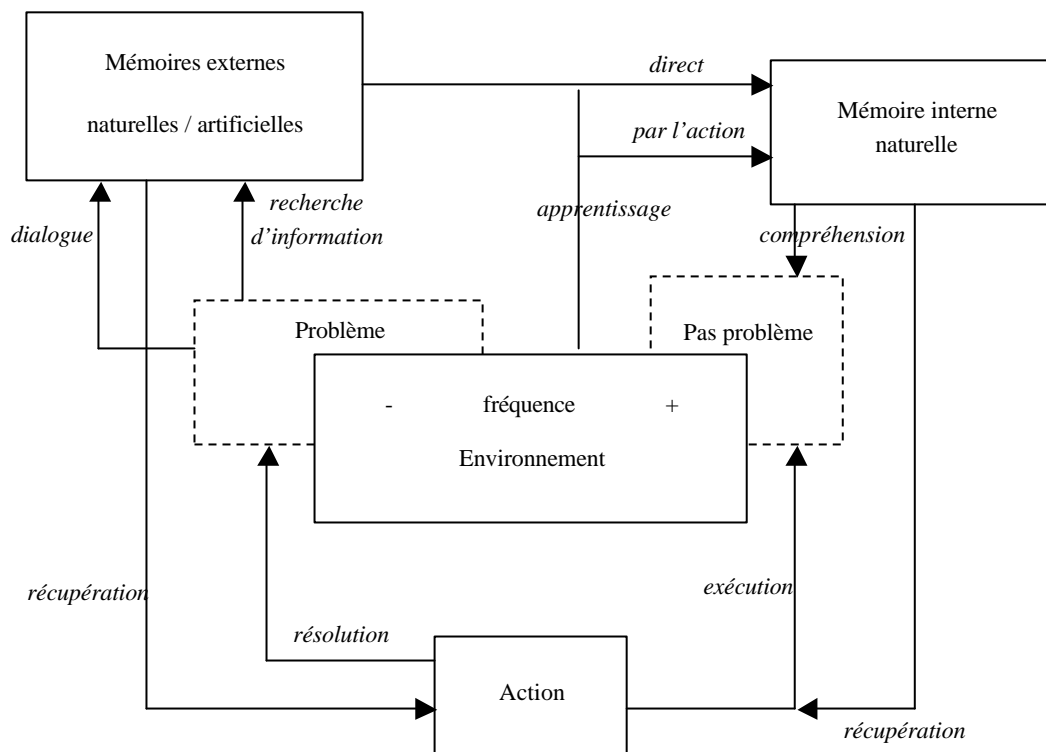 Mémoires externes
naturelles / artificielles
direct
Mémoire interne
naturelle
par l'action
recherche
d'information
dialogue
apprentissage
compréhension
Problème
Pas problème
- fréquence +
Environnement
récupération
exécution
résolution
Action
récupération